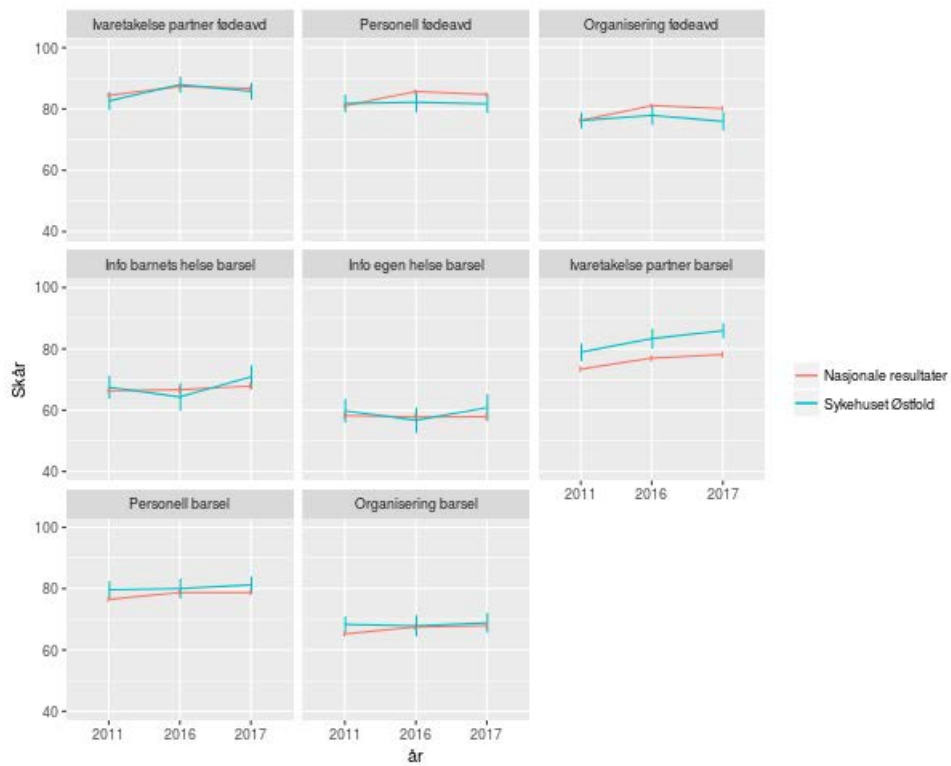 Ivaretakelse partner fødeavd
Personell fødeavd
Organisering fødeavd
100
80
60
40
Info barnets helse barsel
Info egen helse barsel
Ivaretakelse partner barsel
100
80
60
40
Skår
Nasjonale resultater
Sykehuset Østfold
2011 2016 2017
Personell barsel
Organisering barsel
100
80
60
40
2011 2016 2017
2011 2016 2017
år